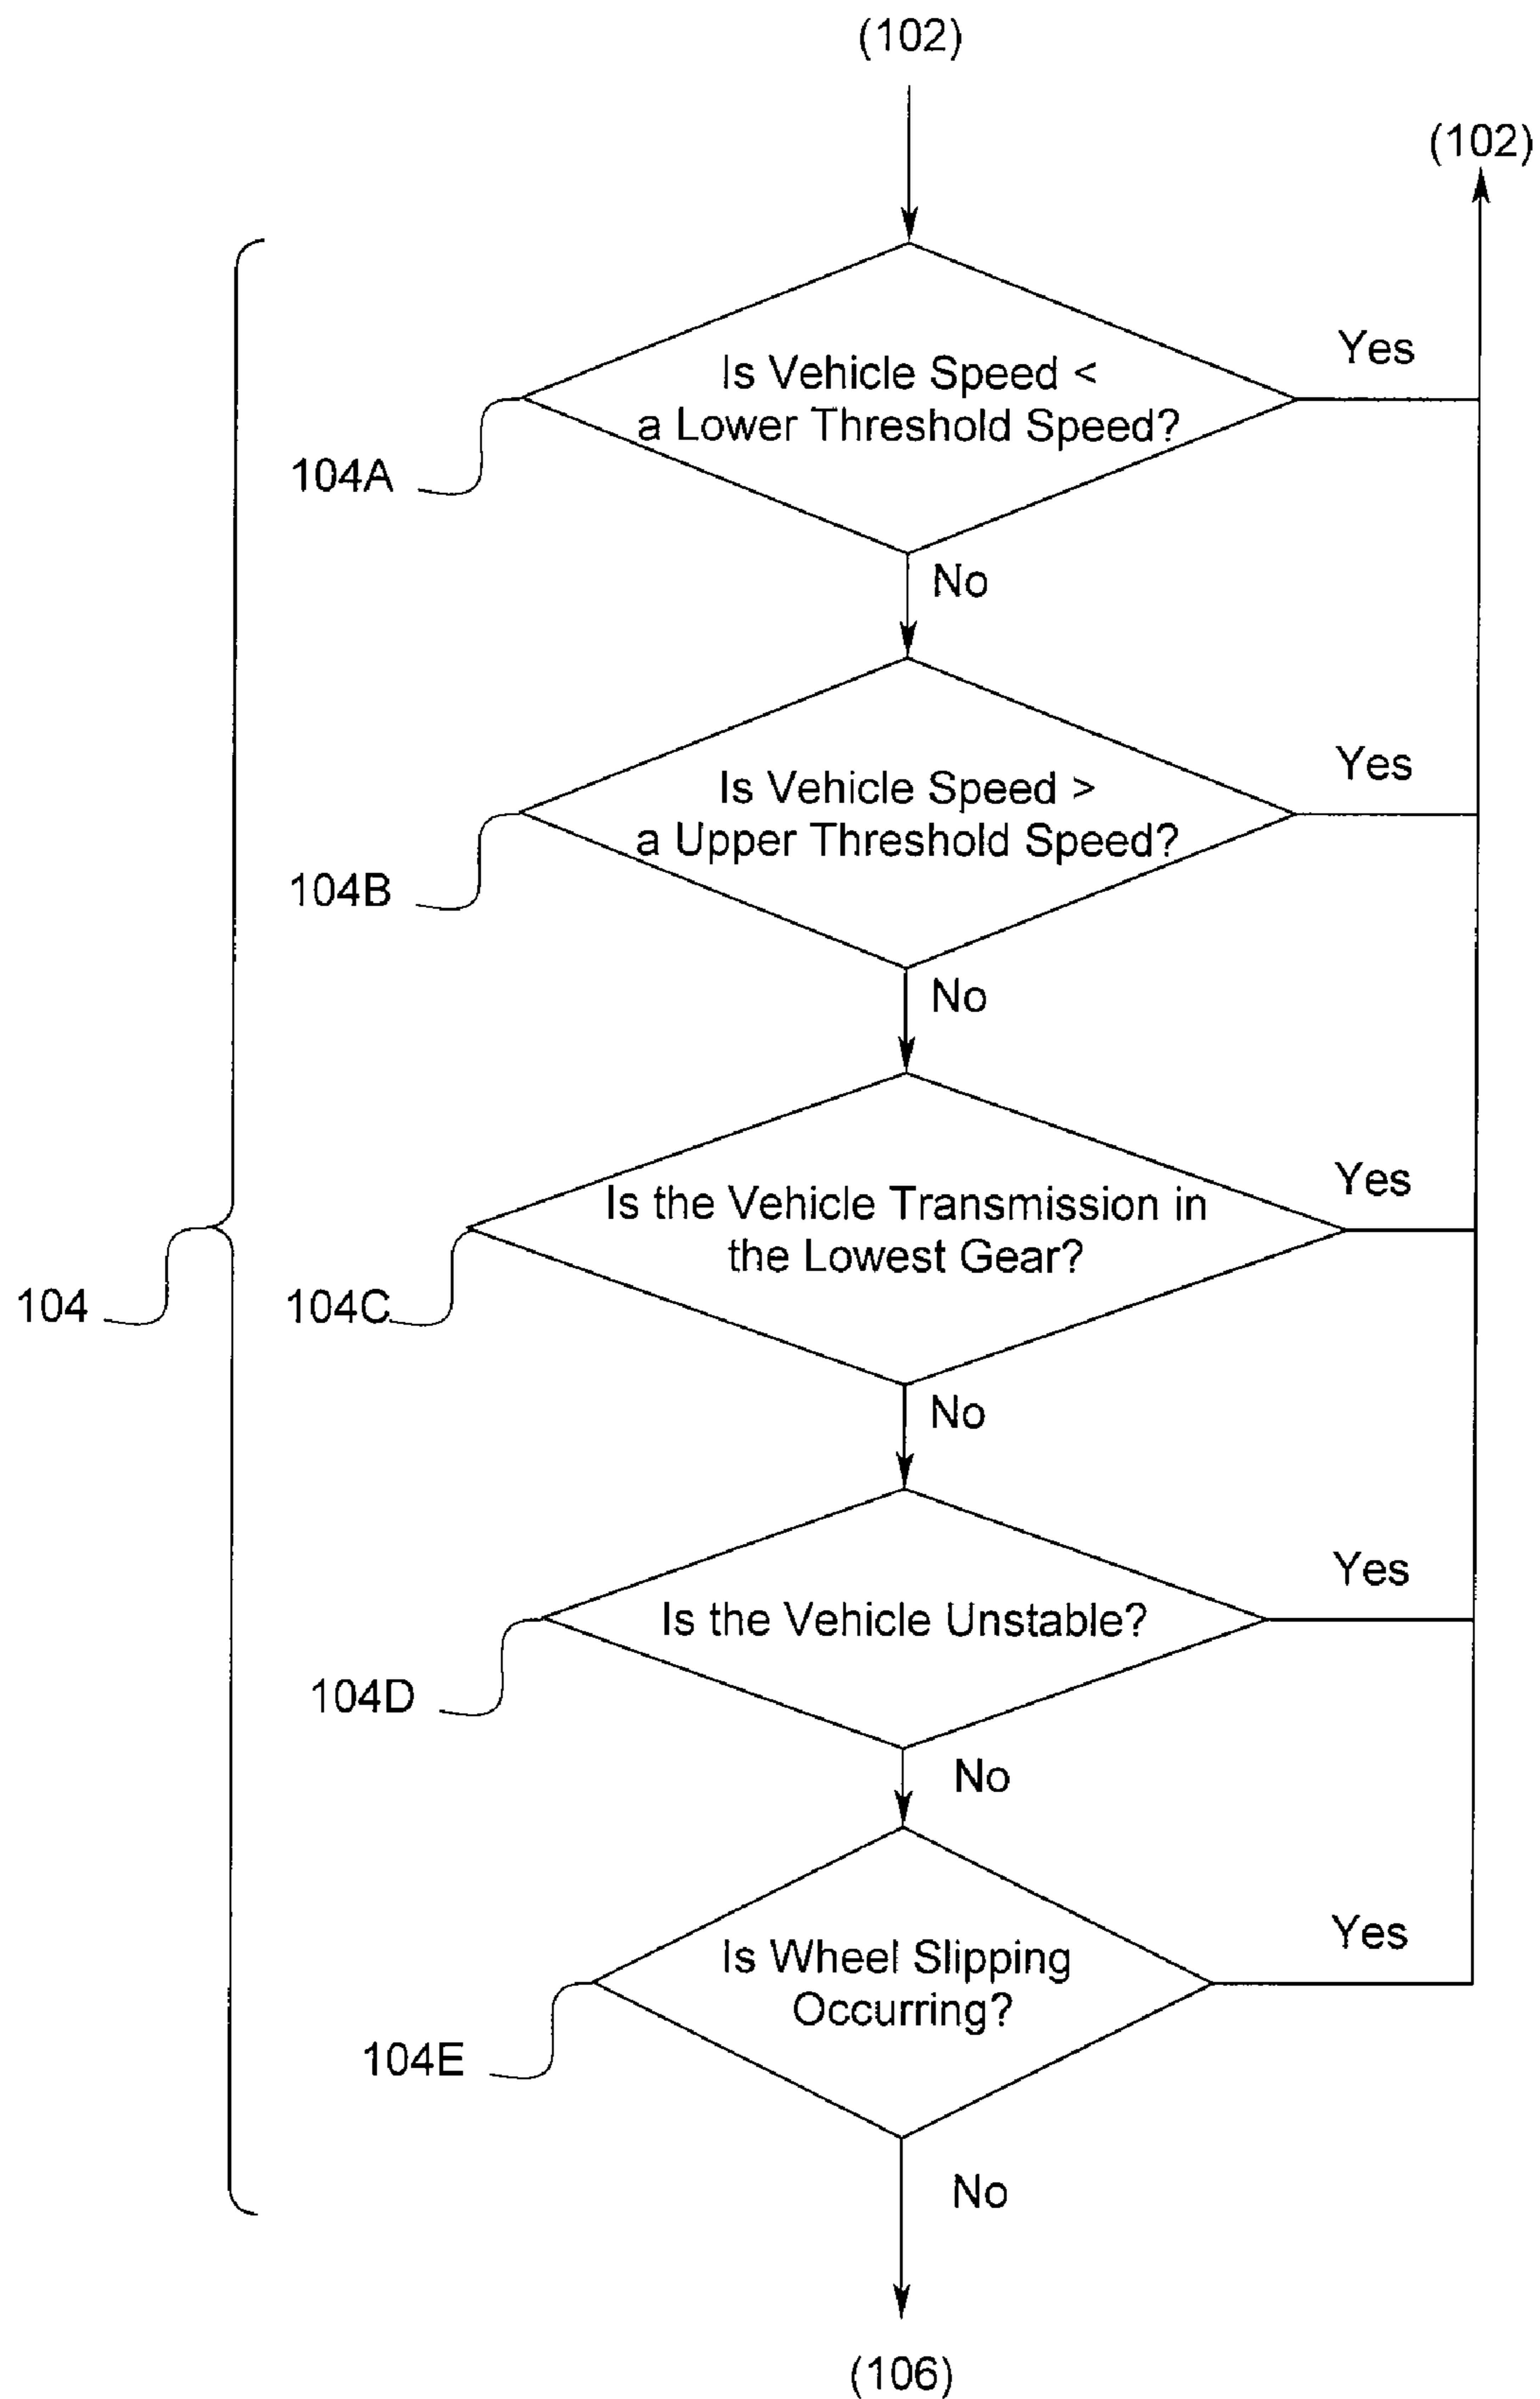 (102)
(102)
Is Vehicle Speed <
a Lower Threshold Speed?
Yes
104A
No
Is Vehicle Speed >
a Upper Threshold Speed?
Yes
104B
No
Is the Vehicle Transmission in
the Lowest Gear?
Yes
104
104C
No
Is the Vehicle Unstable?
Yes
104D
No
Is Wheel Slipping
Occurring?
Yes
104E
No
(106)